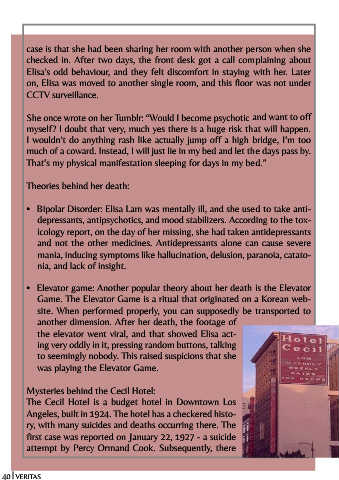 case is that she had been sharing her room with another person when she
checked in. After two days, the front desk got a call complaining about
Elisa's odd behaviour, and they felt discomfort in staying with her. Later
on, Elisa was moved to another single room, and this floor was not under
CCTV surveillance.
She once wrote on her Tumblr: "Would I become psychotic and want to off
myself? I doubt that very, much yes there is a huge risk that will happen.
I wouldn't do anything rash like actually jump off a high bridge, I'm too
much of a coward. Instead, I will just lie in my bed and let the days pass by.
That's my physical manifestation sleeping for days in my bed."
Theories behind her death:
• Bipolar Disorder: Elisa Lam was mentally ill, and she used to take anti-
depressants, antipsychotics, and mood stabilizers. According to the tox-
icology report, on the day of her missing, she had taken antidepressants
and not the other medicines. Antidepressants alone can cause severe
mania, inducing symptoms like hallucination, delusion, paranoia, catato-
nia, and lack of insight.
• Elevator game: Another popular theory about her death is the Elevator
Game. The Elevator Game is a ritual that originated on a Korean web-
site. When performed properly, you can supposedly be transported to
another dimension. After her death, the footage of
the elevator went viral, and that showed Elisa act-
ing very oddly in it, pressing random buttons, talking
to seemingly nobody. This raised suspicions that she
was playing the Elevator Game.
Mysteries behind the Cecil Hotel:
The Cecil Hotel is a budget hotel in Downtown Los
Angeles, built in 1924. The hotel has a checkered histo-
ry, with many suicides and deaths occurring there. The
first case was reported on January 22, 1927 - a suicide
attempt by Percy Ormand Cook. Subsequently, there
Hotel
Cecil
40 | VERITAS